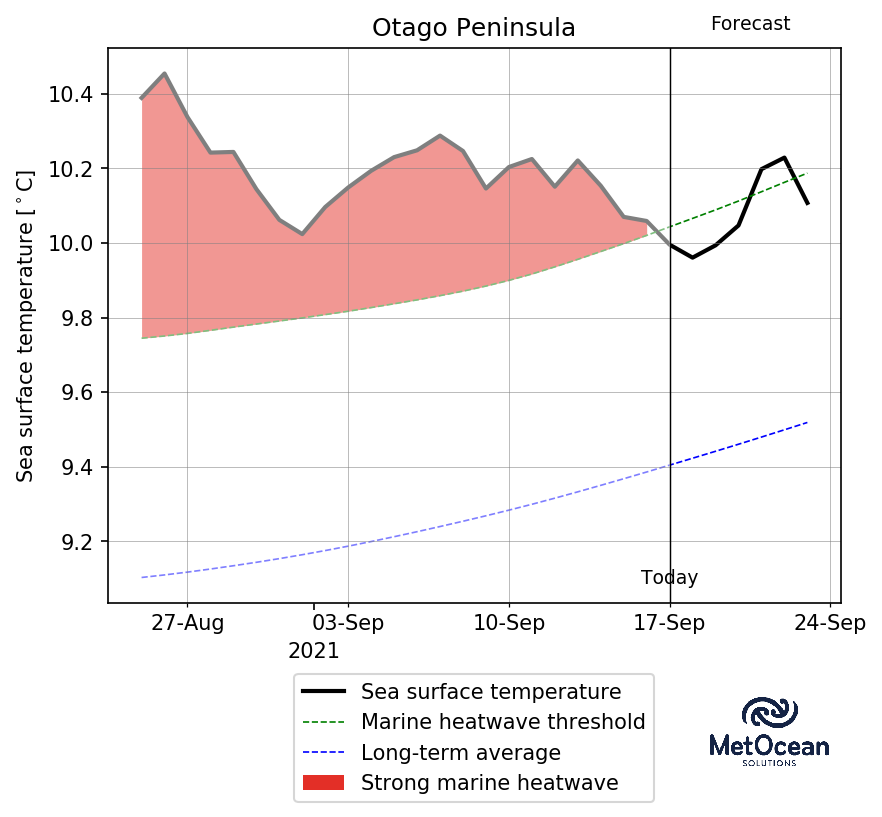 Otago Peninsula
Forecast
Sea surface temperature [ ° C]
10.4
10.2
10.0
9.8
9.6
9.4
9.2
Today
27-Aug
03-Sep
10-Sep
17-Sep
24-Sep
2021
Sea surface temperature
Marine heatwave threshold
Long-term average
Strong marine heatwave
MetOcean
SOLUTIONS